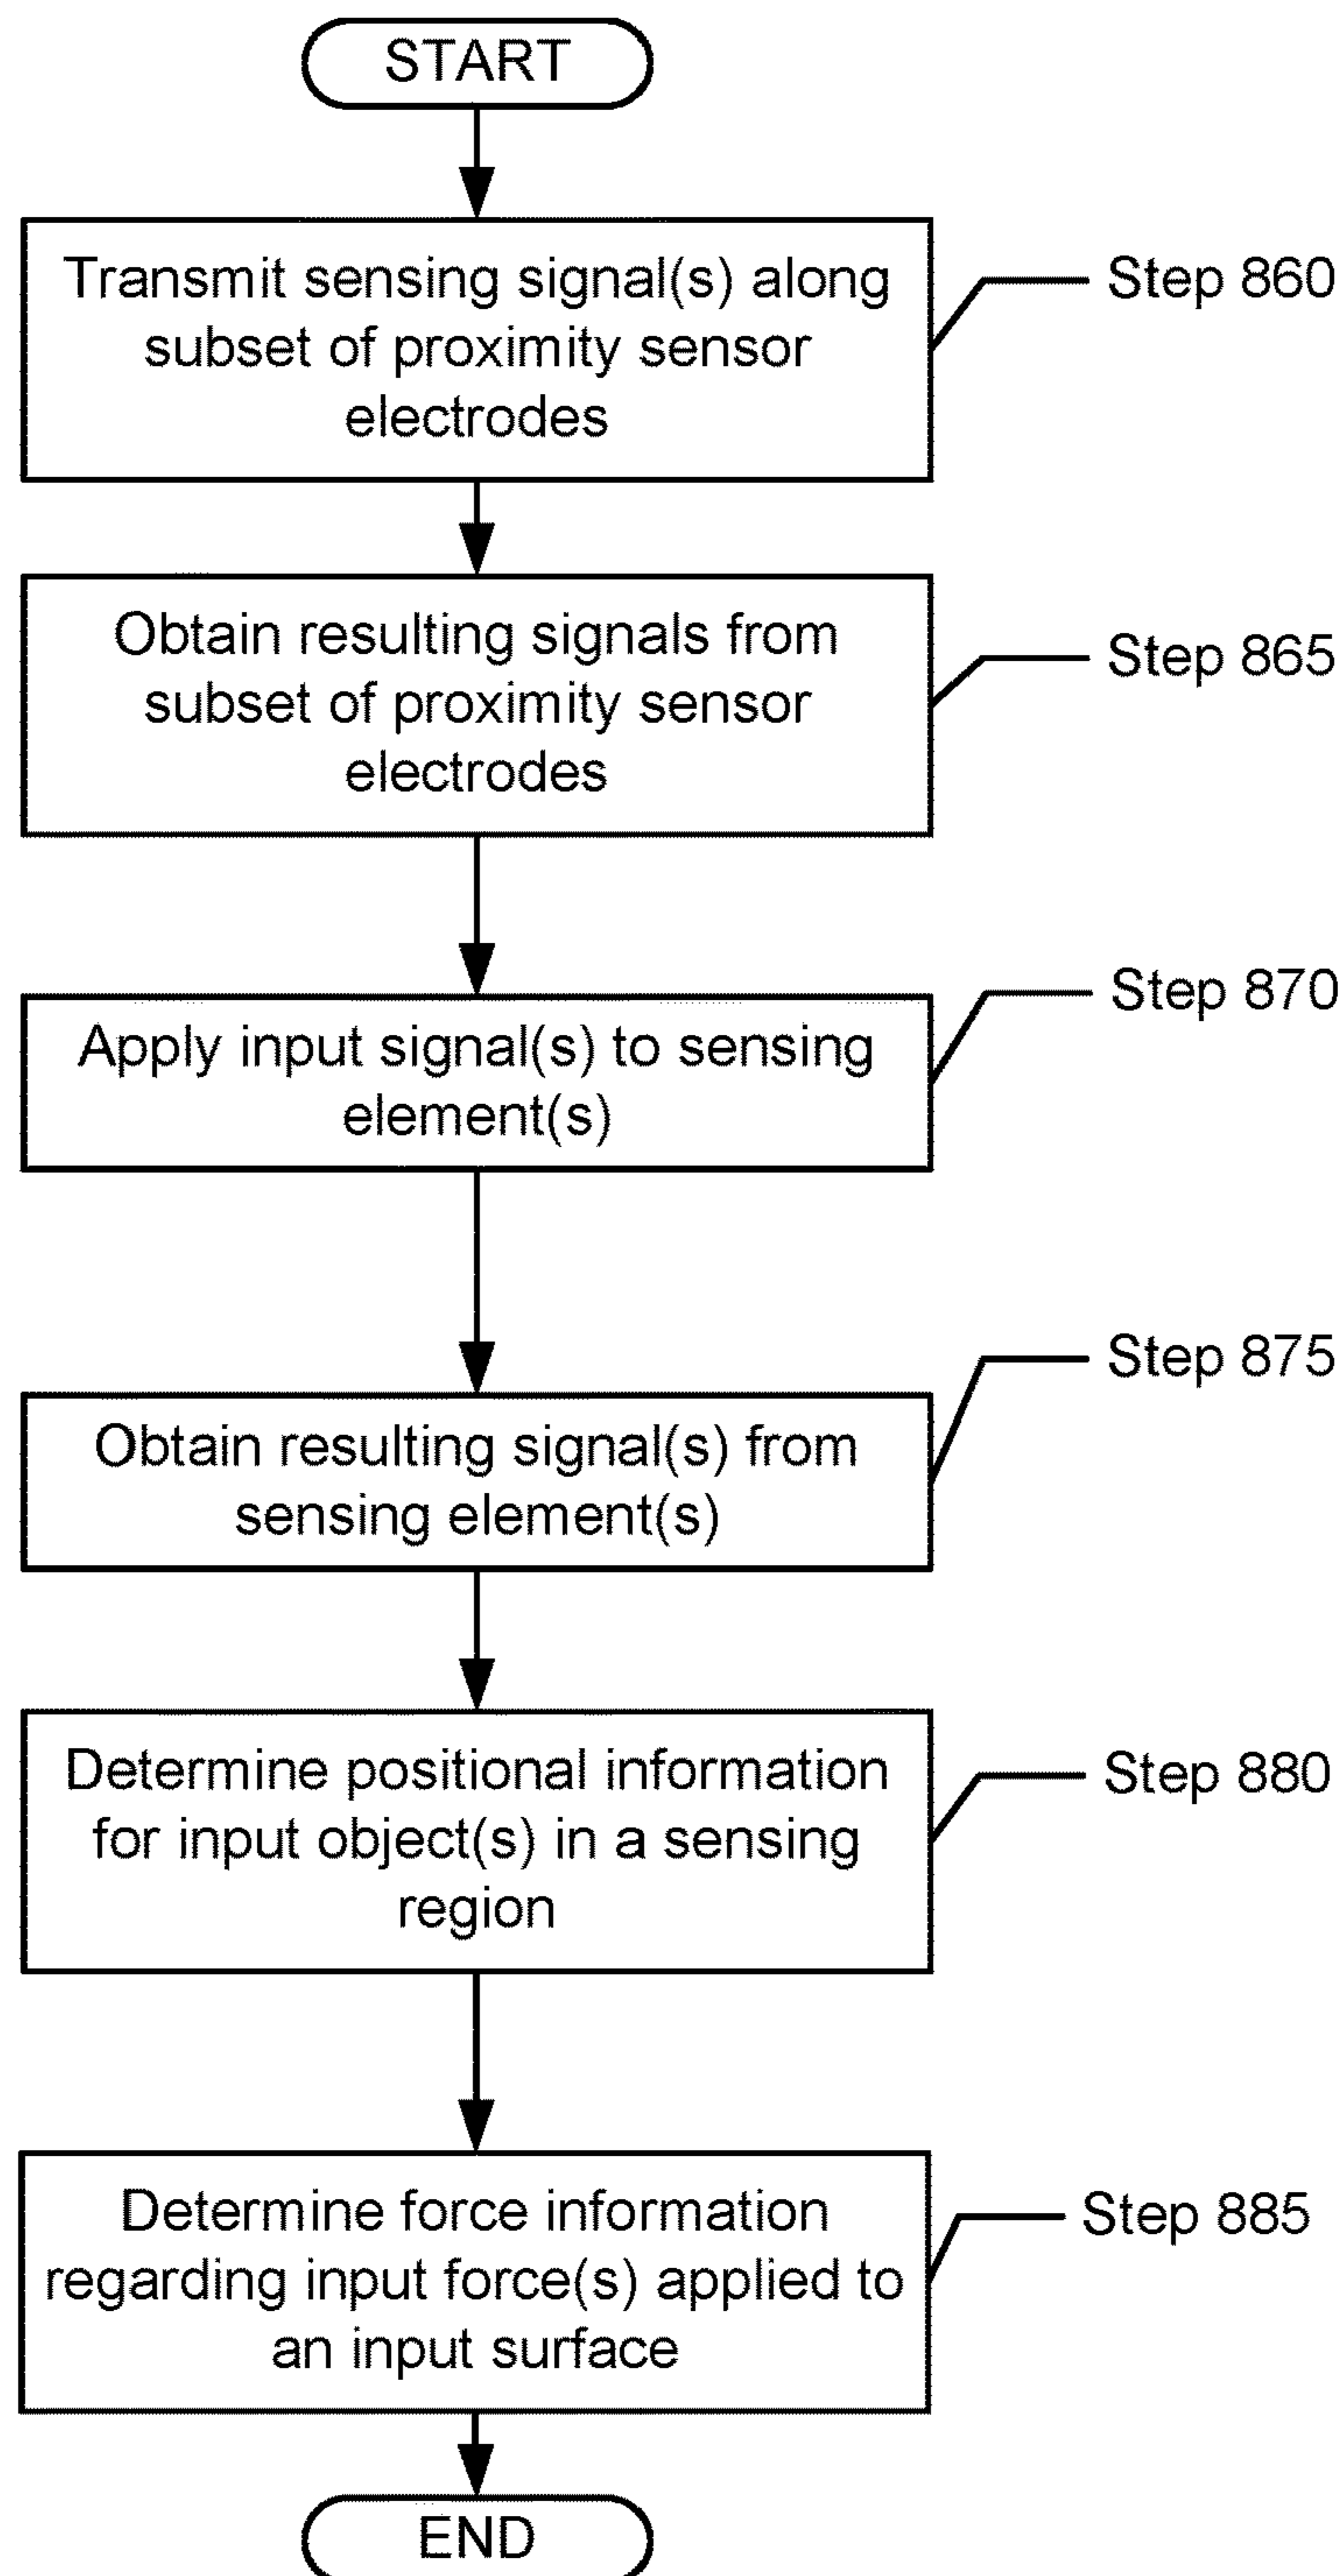 START
Transmit sensing signal(s) along
subset of proximity sensor
electrodes
Step 860
Obtain resulting signals from
subset of proximity sensor
electrodes
Step 865
Apply input signal(s) to sensing
element(s)
Step 870
Obtain resulting signal(s) from
sensing element(s)
Step 875
Determine positional information
for input object(s) in a sensing
region
Step 880
Determine force information
regarding input force(s) applied to
an input surface
Step 885
END